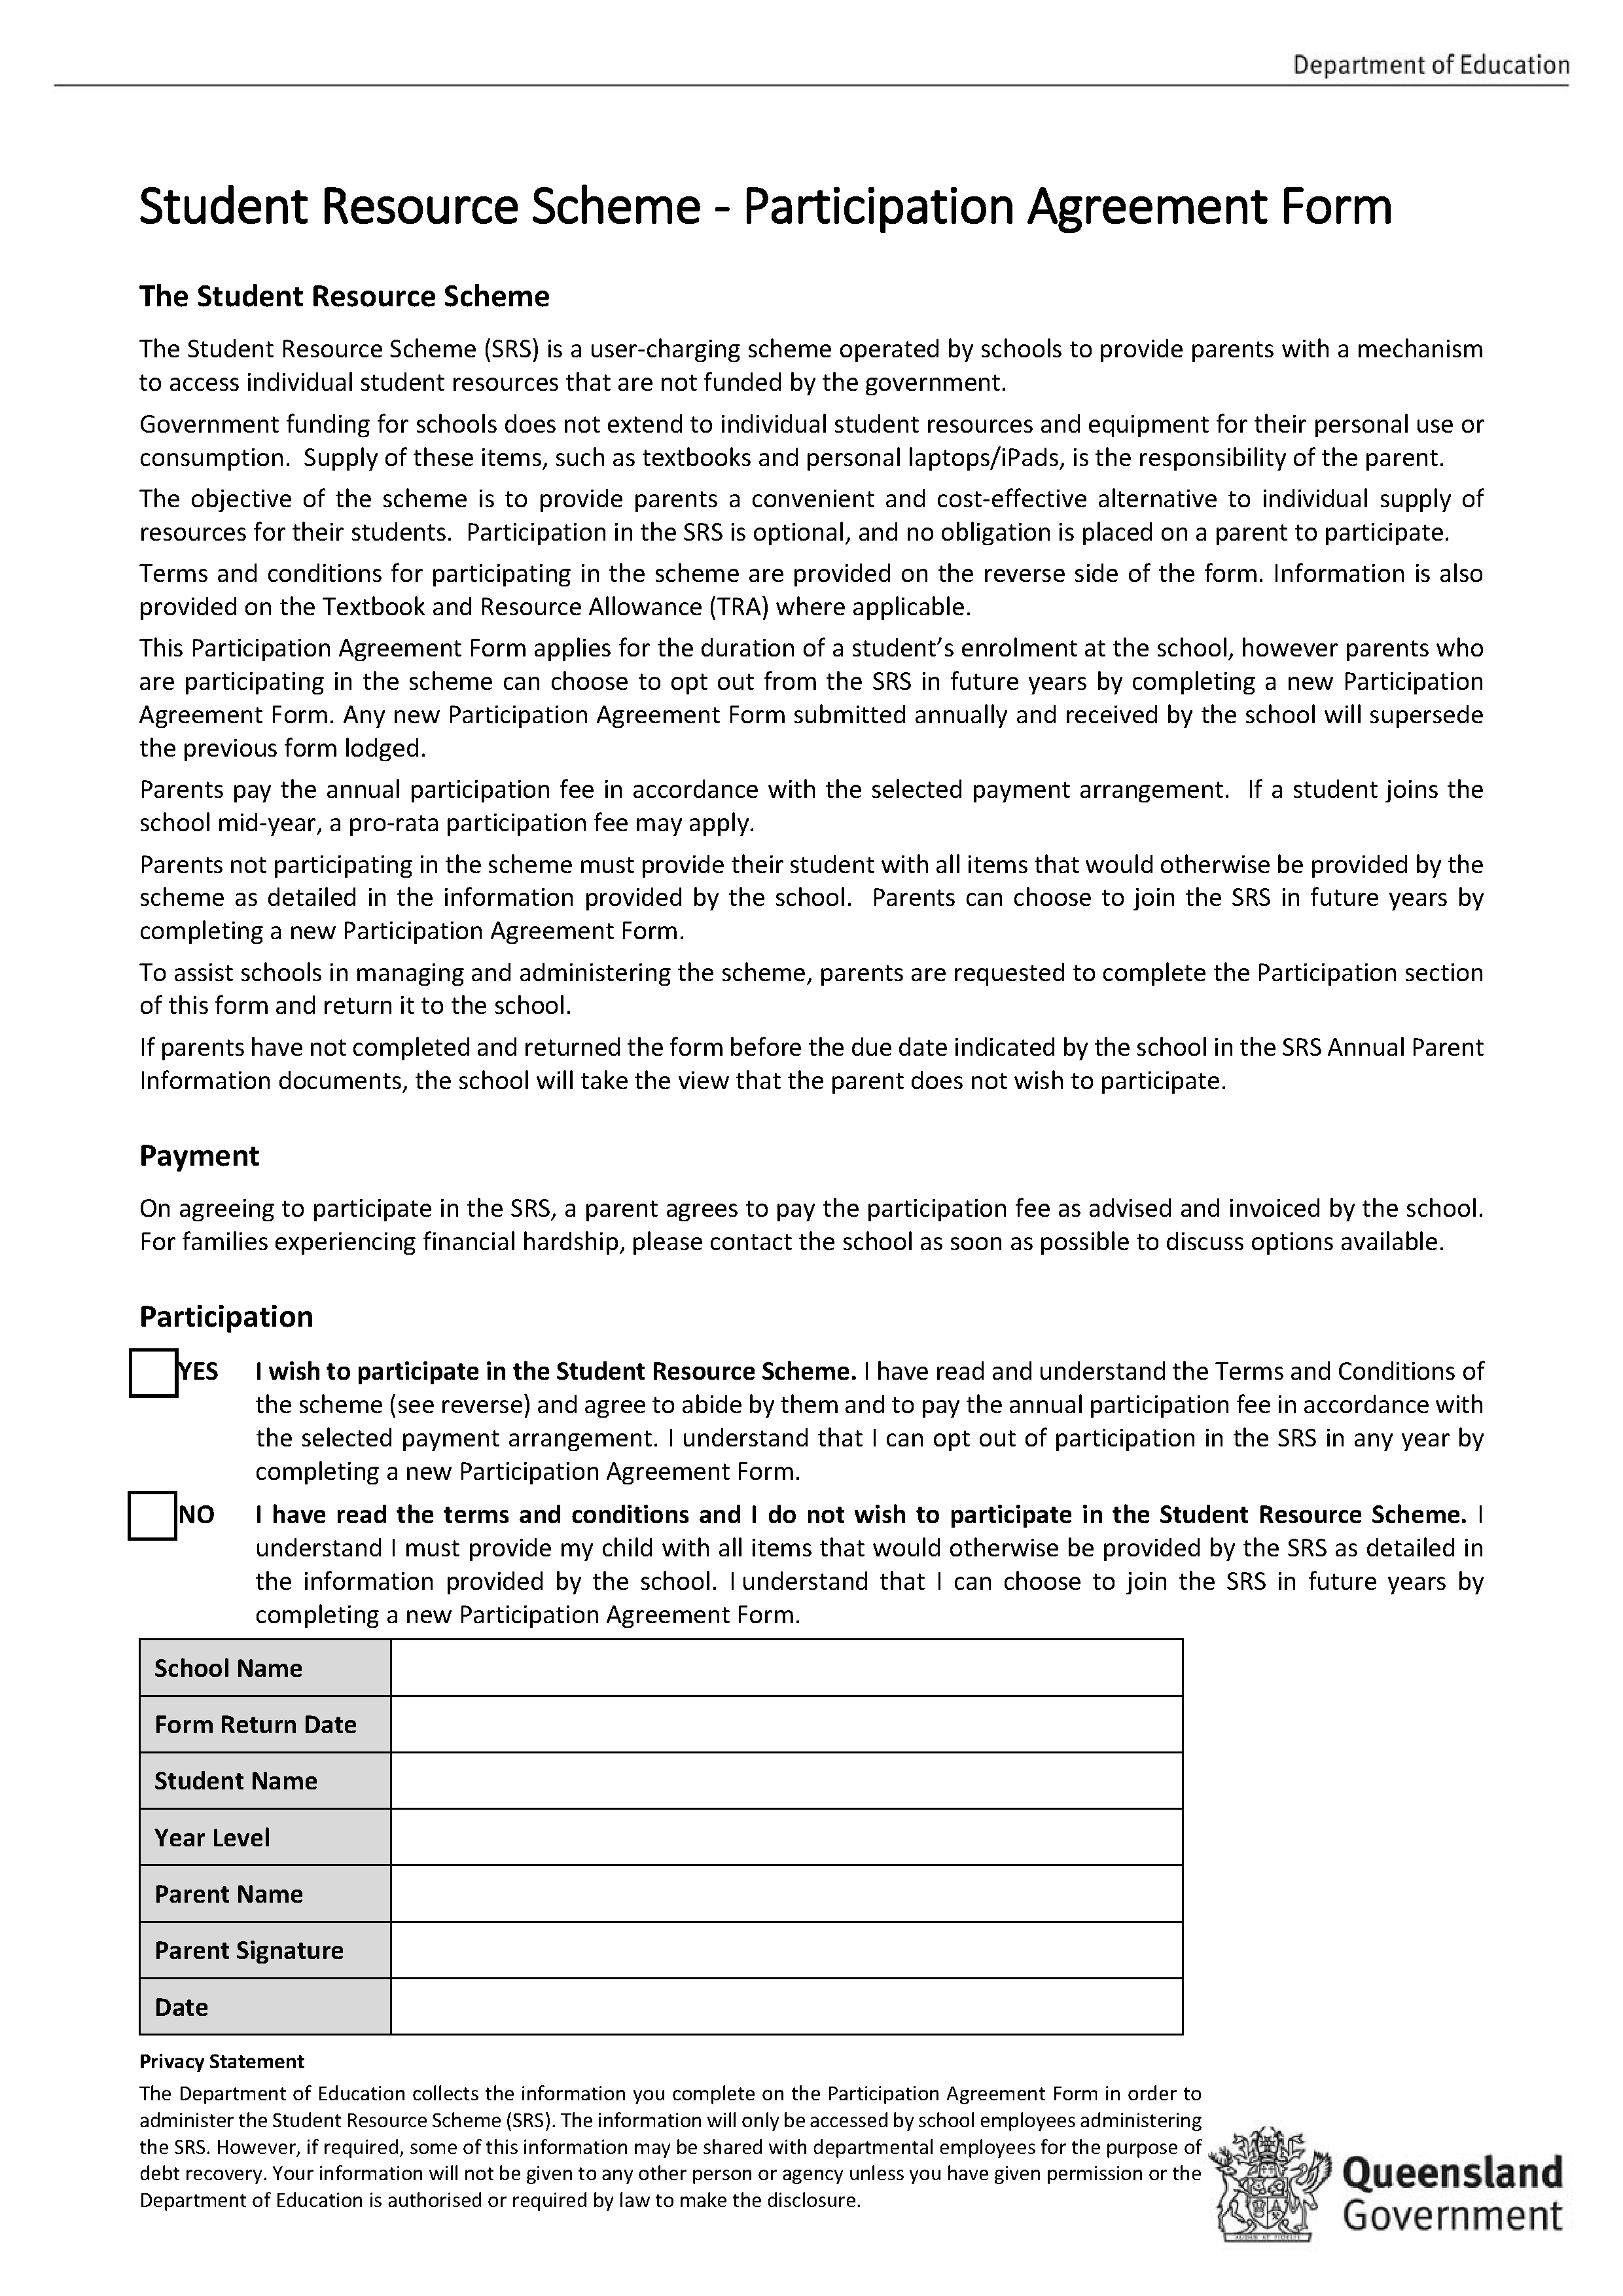 Department of Education
Student Resource Scheme - Participation Agreement Form
The Student Resource Scheme
The Student Resource Scheme (SRS) is a user-charging scheme operated by schools to provide parents with a mechanism
to access individual student resources that are not funded by the government.
Government funding for schools does not extend to individual student resources and equipment for their personal use or
consumption.  Supply of these items, such as textbooks and personal laptops/iPads, is the responsibility of the parent.
The objective of the scheme is to provide parents a convenient and cost-effective alternative to individual supply of
resources for their students.  Participation in the SRS is optional, and no obligation is placed on a parent to participate.
Terms and conditions for participating in the scheme are provided on the reverse side of the form. Information is also
provided on the Textbook and Resource Allowance (TRA) where applicable.
This Participation Agreement Form applies for the duration of a student’s enrolment at the school, however parents who
are participating in the scheme can choose to opt out from the SRS in future years by completing a new Participation
Agreement Form. Any new Participation Agreement Form submitted annually and received by the school will supersede
the previous form lodged.
Parents pay the annual participation fee in accordance with the selected payment arrangement.  If a student joins the
school mid-year, a pro-rata participation fee may apply.
Parents not participating in the scheme must provide their student with all items that would otherwise be provided by the
scheme as detailed in the information provided by the school.  Parents can choose to join the SRS in future years by
completing a new Participation Agreement Form.
To assist schools in managing and administering the scheme, parents are requested to complete the Participation section
of this form and return it to the school.
If parents have not completed and returned the form before the due date indicated by the school in the SRS Annual Parent
Information documents, the school will take the view that the parent does not wish to participate.
Payment
On agreeing to participate in the SRS, a parent agrees to pay the participation fee as advised and invoiced by the school.
For families experiencing financial hardship, please contact the school as soon as possible to discuss options available.
Participation
YES I wish to participate in the Student Resource Scheme. I have read and understand the Terms and Conditions of
the scheme (see reverse) and agree to abide by them and to pay the annual participation fee in accordance with
the selected payment arrangement. I understand that I can opt out of participation in the SRS in any year by
completing a new Participation Agreement Form.
NO I have read the terms and conditions and I do not wish to participate in the Student Resource Scheme. I
understand I must provide my child with all items that would otherwise be provided by the SRS as detailed in
the information provided by the school. I understand that I can choose to join the SRS in future years by
completing a new Participation Agreement Form.
School Name
Form Return Date
Student Name
Year Level
Parent Name
Parent Signature
Date
Privacy Statement
The Department of Education collects the information you complete on the Participation Agreement Form in order to
administer the Student Resource Scheme (SRS). The information will only be accessed by school employees administering
the SRS. However, if required, some of this information may be shared with departmental employees for the purpose of
debt recovery. Your information will not be given to any other person or agency unless you have given permission or the
Department of Education is authorised or required by law to make the disclosure.
Queensland
Government